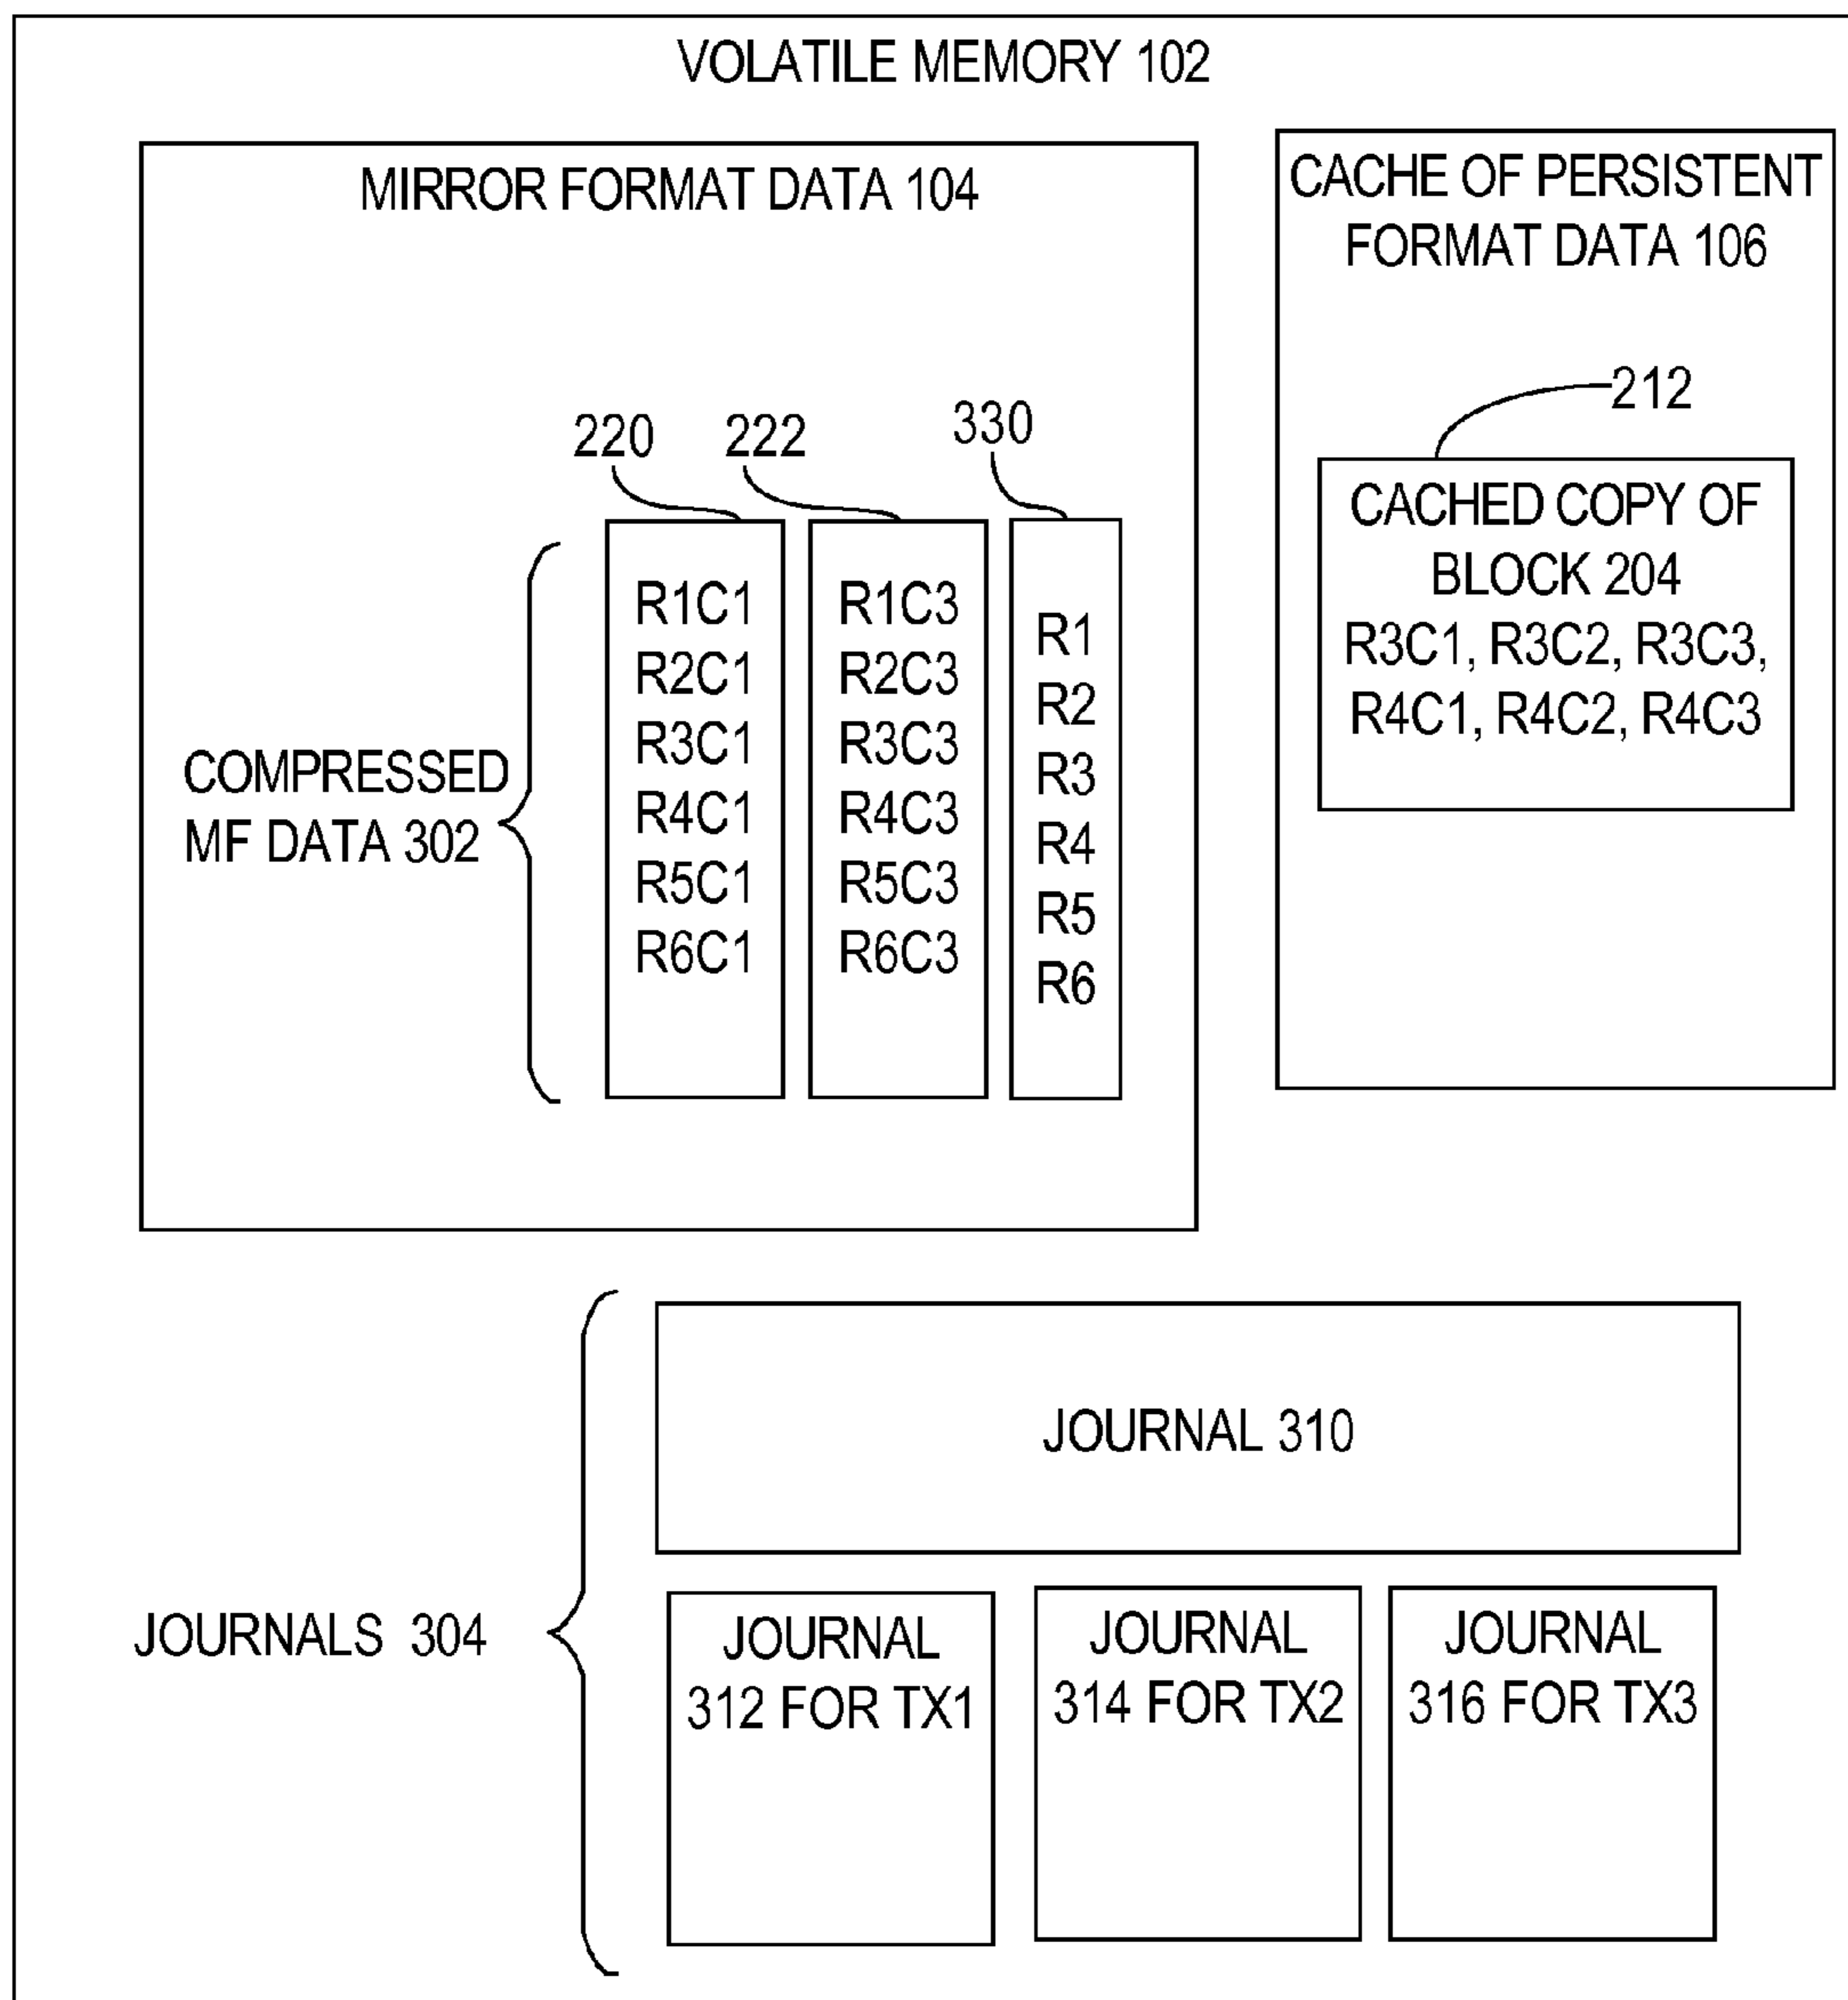 VOLATILE MEMORY 102
MIRROR FORMAT DATA 104
220
222
330
COMPRESSED
MF DATA 302
R1C1
R2C1
R3C1
R4C1
R5C1
R6C1
R1C3
R2C3
R3C3
R4C3
R5C3
R6C3
R1
R2
R3
R4
R5
R6
CACHE OF PERSISTENT
FORMAT DATA 106
212
CACHED COPY OF
BLOCK 204
R3C1, R3C2, R3C3,
R4C1, R4C2, R4C3
JOURNALS 304
JOURNAL 310
JOURNAL
312 FOR TX1
JOURNAL
314 FOR TX2
JOURNAL
316 FOR TX3